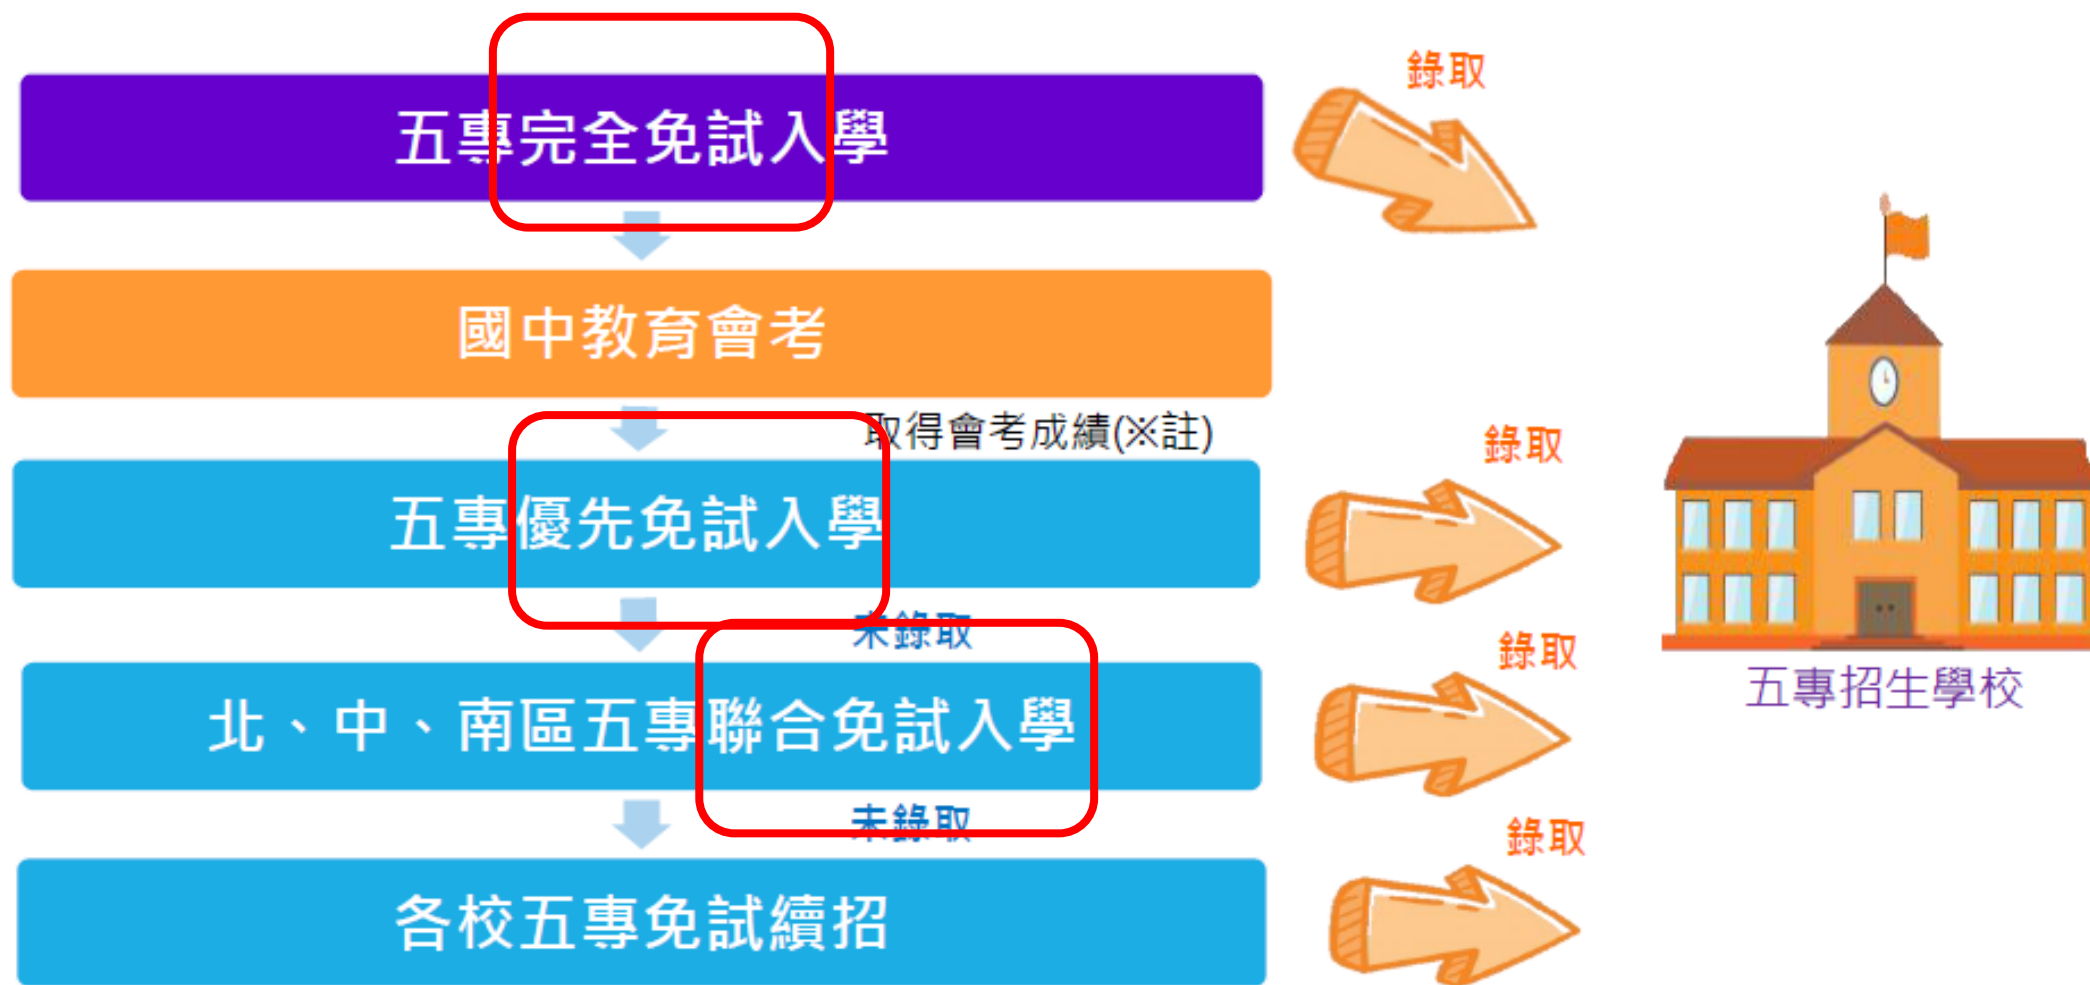 錄取
五專完全免試入學
國中教育會考
取得會考成績(※註)
錄取
五專優先免試入學
未錄取
錄取
五專招生學校
北、中、南區五專聯合免試入學
未錄取
錄取
各校五專免試續招